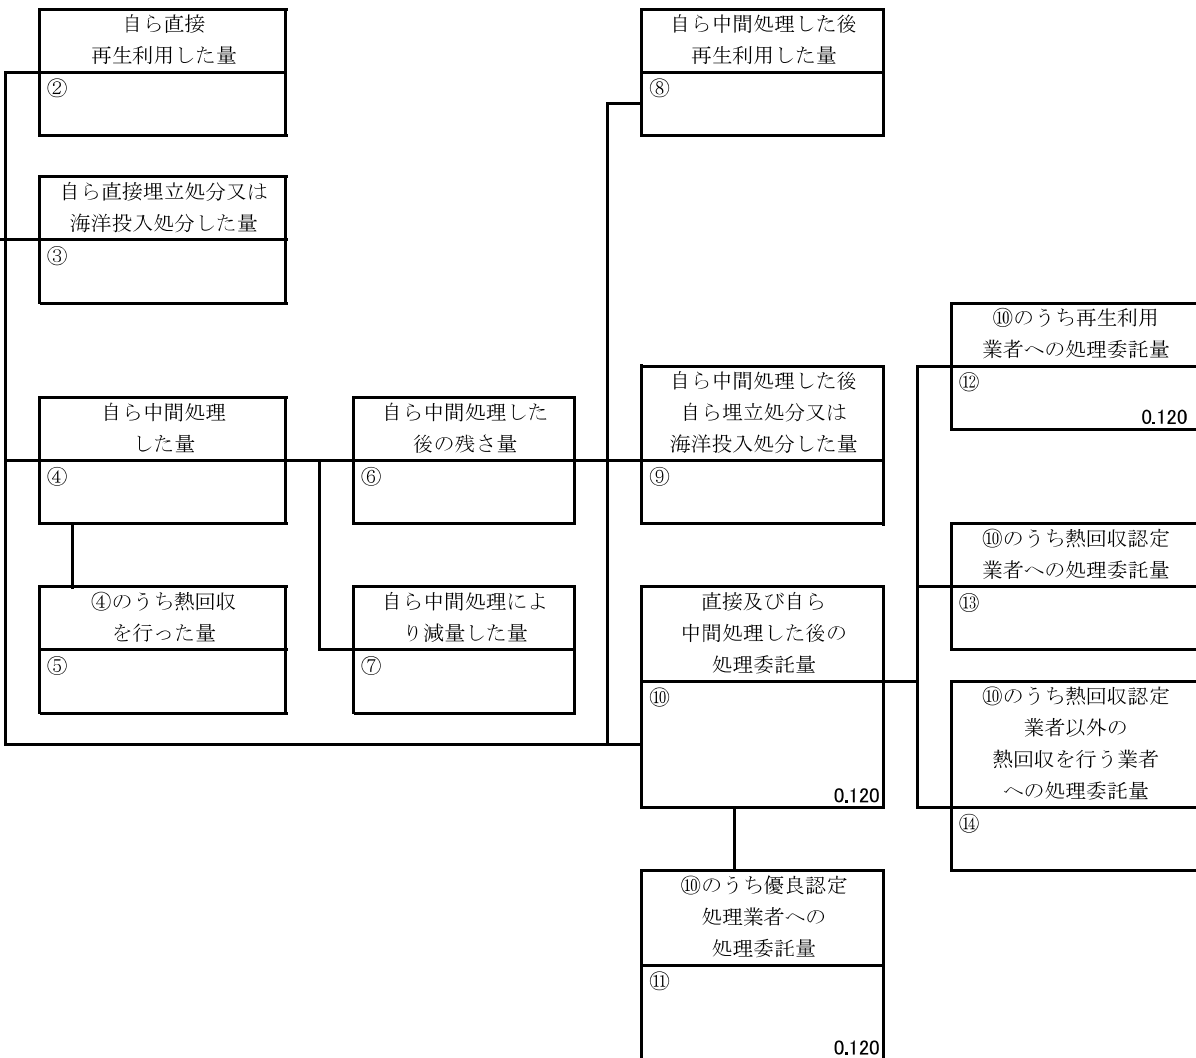 自ら直接
再生利用した量
②
自ら中間処理した後
再生利用した量
⑧
自ら直接埋立処分又は
海洋投入処分した量
③
⑩のうち再生利用
業者への処理委託量
⑫
0.120
自ら中間処理
した量
④
自ら中間処理した
後の残さ量
⑥
自ら中間処理した後
自ら埋立処分又は
海洋投入処分した量
⑨
⑩のうち熱回収認定
業者への処理委託量
⑬
④のうち熱回収
を行った量
⑤
自ら中間処理によ
り減量した量
⑦
直接及び自ら
中間処理した後の
処理委託量
⑩
0.120
⑩のうち熱回収認定
業者以外の
熱回収を行う業者
への処理委託量
⑭
⑩のうち優良認定
処理業者への
処理委託量
⑪
0.120